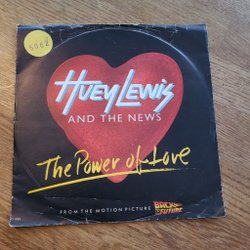 5062
Huey Lewis
AND THE NEWS
The Power of Love
FROM THE MOTION PICTURE
BACK TO THE FUTURE